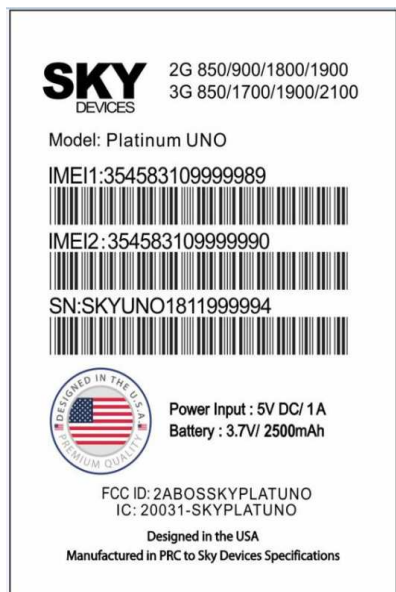 SKY
DEVICES
2G 850/900/1800/1900
3G 850/1700/1900/2100
Model: Platinum UNO
IMEI1:354583109999989
IMEI2:354583109999990
SN:SKYUNO1811999994
DESIGNED IN THE U.S.A
PREMIUM QUALITY
Power Input : 5V DC/ 1A
Battery : 3.7V/ 2500mAh
FCC ID: 2ABOSSKYPLATUNO
IC: 20031-SKYPLATUNO
Designed in the USA
Manufactured in PRC to Sky Devices Specifications